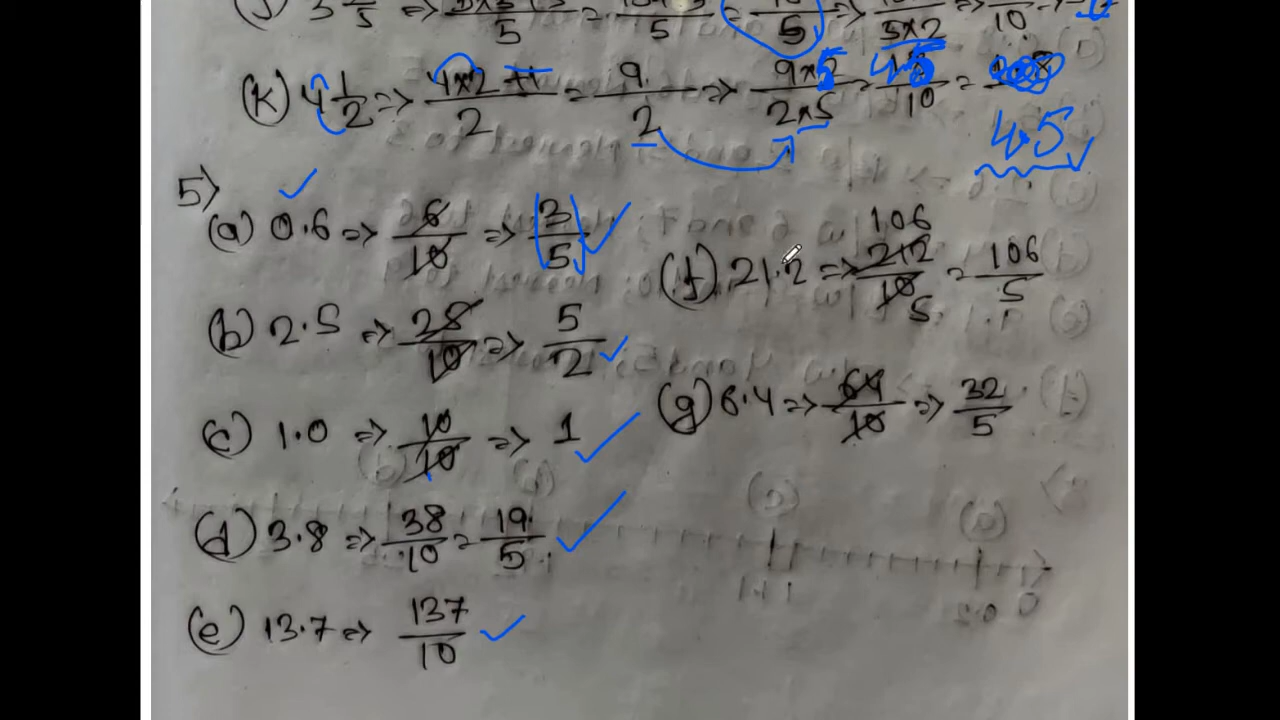 (K) 4 1/2 => 4×2+1/2 = 9/2 => 9×5/2×5 = 45/10 =
4.5
5)
(a) 0.6 => 6/10 => 3/5
(b) 2.5 => 25/10 => 5/2
(c) 1.0 => 10/10 => 1
(d) 3.8 => 38/10 = 19/5
(e) 13.7 => 137/10
(f) 21.2 => 212/10 106 5 = 106/5
(g) 6.4 => 64/10 => 32/5